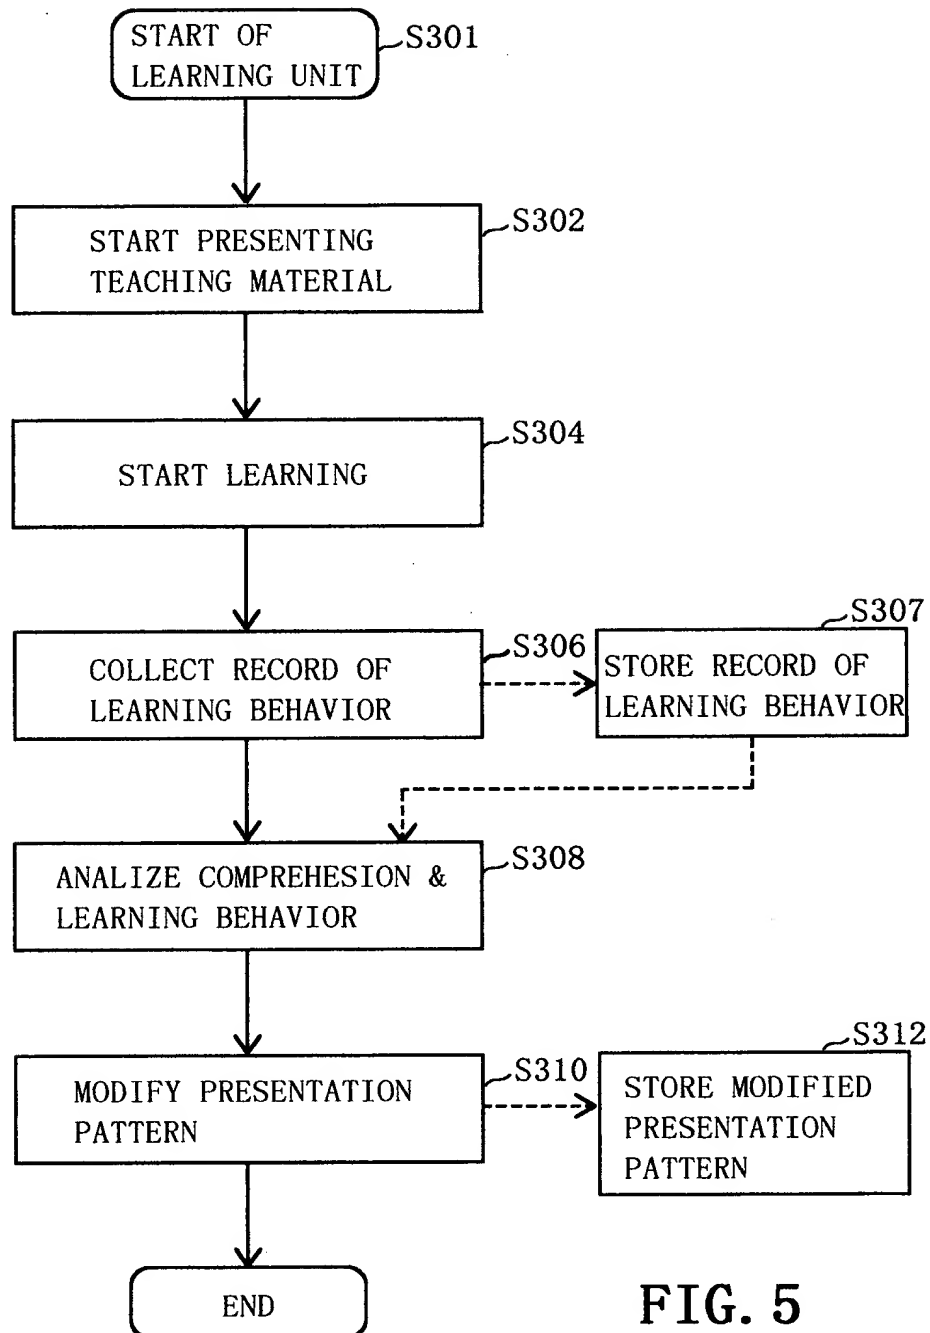 START OF
LEARNING UNIT
S301
START PRESENTING
TEACHING MATERIAL
S302
START LEARNING
S304
COLLECT RECORD OF
LEARNING BEHAVIOR
S306
STORE RECORD OF
LEARNING BEHAVIOR
S307
ANALIZE COMPREHESION &
LEARNING BEHAVIOR
S308
MODIFY PRESENTATION
PATTERN
S310
STORE MODIFIED
PRESENTATION
PATTERN
S312
END
FIG. 5